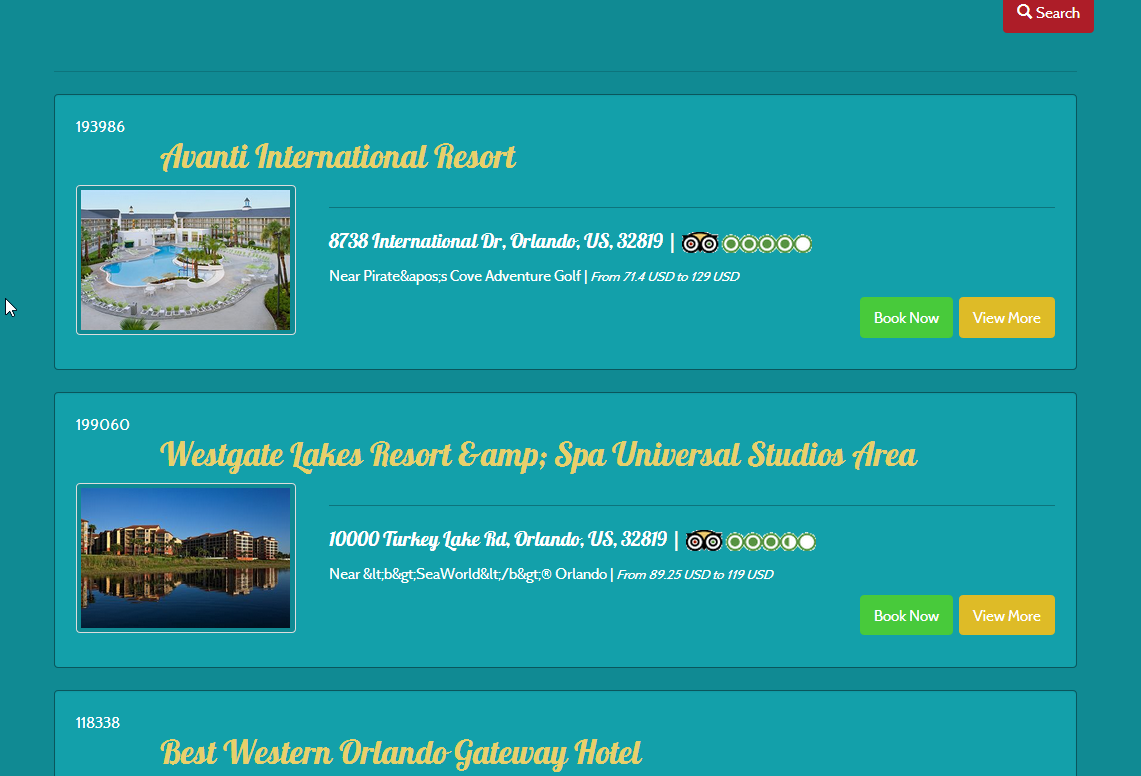 Search
193986
Avanti International Resort
8738 International Dr, Orlando, US, 32819 |
Near Pirate&apos;s Cove Adventure Golf | From 71.4 USD to 129 USD
Book Now View More
199060
Westgate Lakes Resort &amp; Spa Universal Studios Area
10000 Turkey Lake Rd, Orlando, US, 32819 |
Near &lt;b&gt;SeaWorld&lt;/b&gt;® Orlando | From 89.25 USD to 119 USD
Book Now View More
118338
Best Western Orlando Gateway Hotel